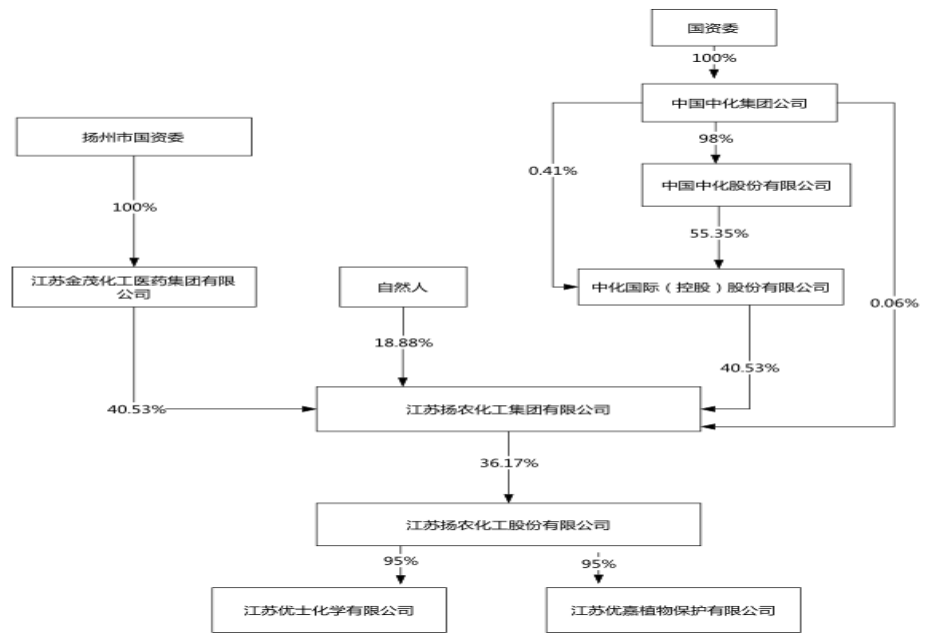 国资委
100%
中国中化集团公司
扬州市国资委
98%
0.41%
中国中化股份有限公司
100%
55.35%
江苏金茂化工医药集团有限
公司
自然人
中化国际（控股）股份有限公司
0.06%
18.88%
40.53%
40.53%
江苏扬农化工集团有限公司
36.17%
江苏扬农化工股份有限公司
95%
95%
江苏优士化学有限公司
江苏优嘉植物保护有限公司